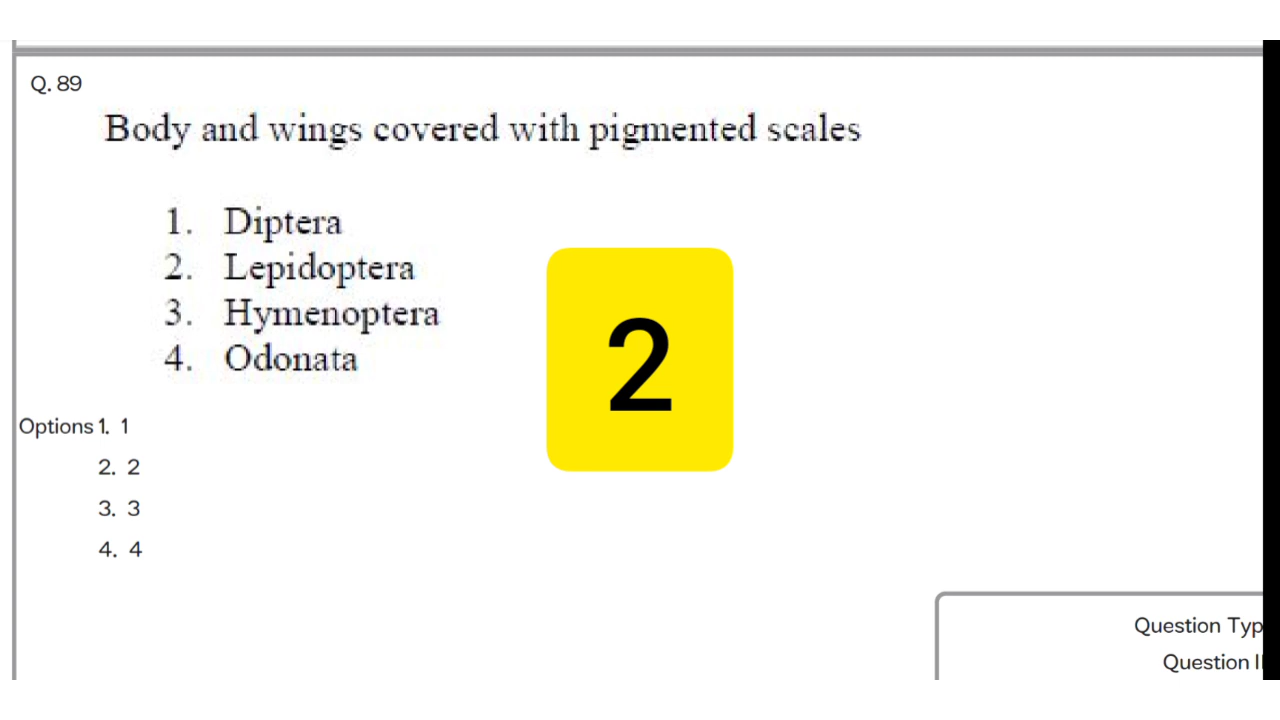 Q. 89
Body and wings covered with pigmented scales
1. Diptera
2. Lepidoptera
3. Hymenoptera
4. Odonata
2
Options 1. 1
2. 2
3. 3
4. 4
Question Typ
Question I